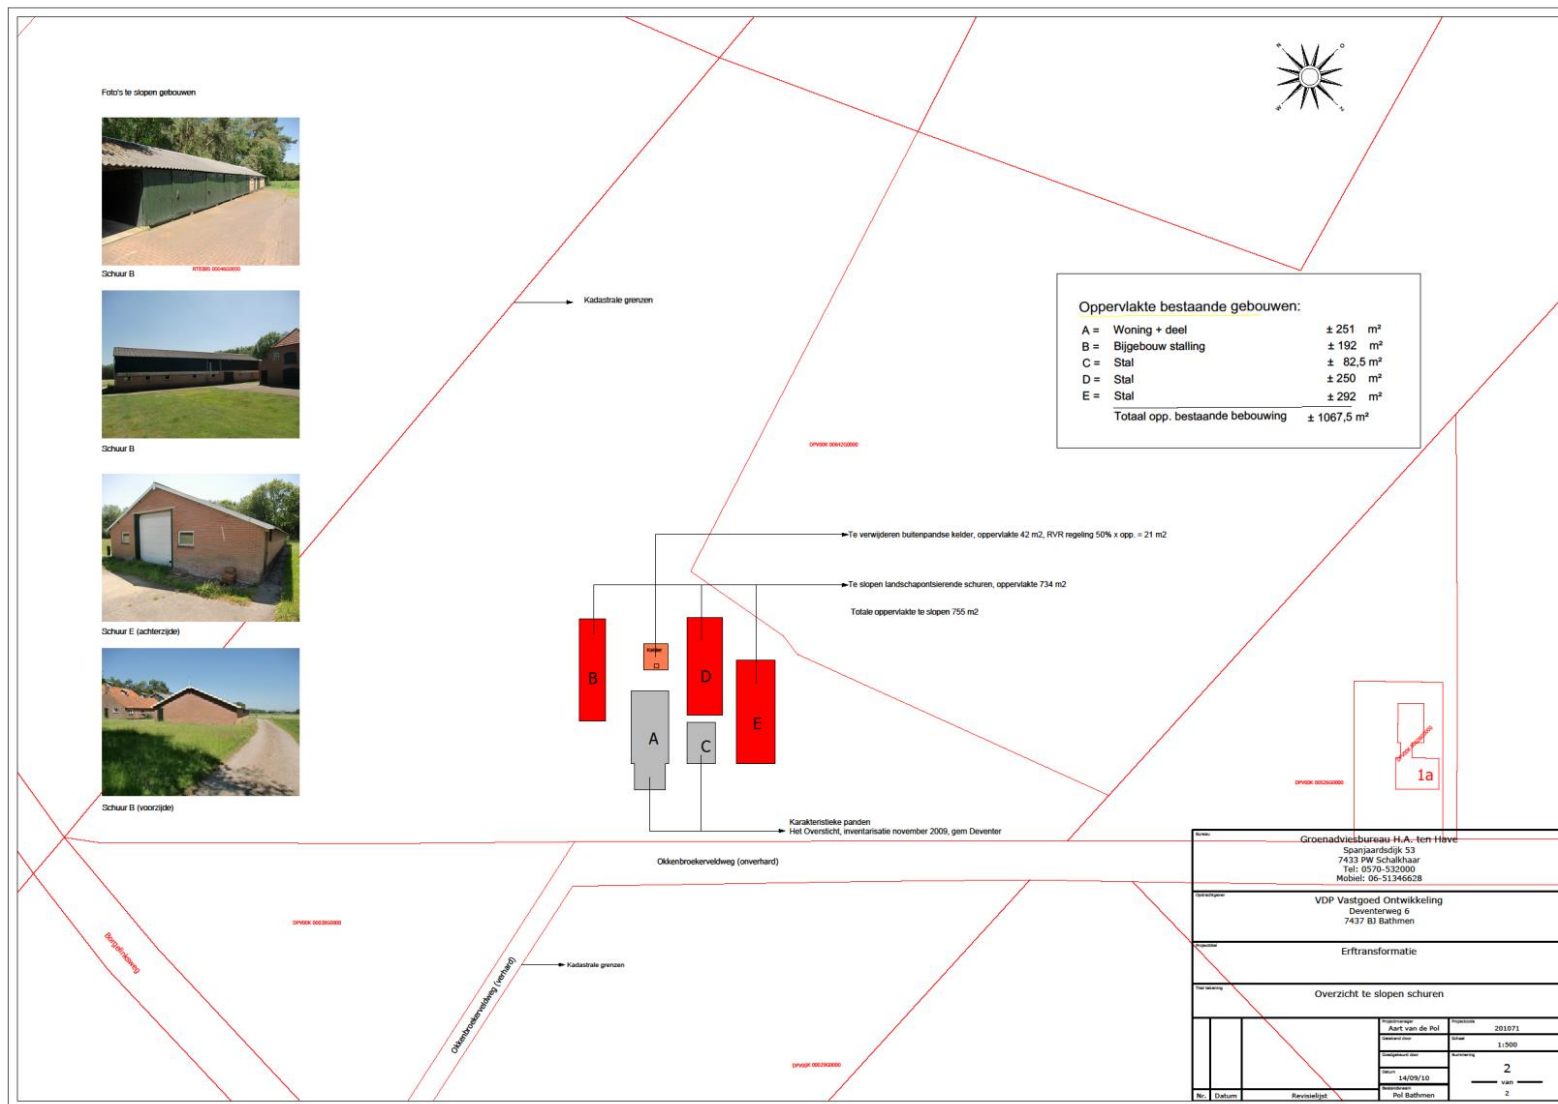 Foto's te slopen gebouwen
Schuur B
Schuur B
Schuur E (achterzijde)
Schuur B (voorzijde)
N
O
W
Z
Kadastrale grenzen
Oppervlakte bestaande gebouwen:
A = Woning + deel ± 251 m²
B = Bijgebouw stalling ± 192 m²
C = Stal ± 82,5 m²
D = Stal ± 250 m²
E = Stal ± 292 m²
Totaal opp. bestaande bebouwing ± 1067,5 m²
Te verwijderen buitenpandse kelder, oppervlakte 42 m2, RVR regeling 50% x opp. = 21 m2
Te slopen landschapontsierende schuren, oppervlakte 734 m2
Totale oppervlakte te slopen 755 m2
Kelder
B
D
A
C
E
1a
Karakteristieke panden
Het Oversticht, inventarisatie november 2009, gem Deventer
Okkenbroekerveldweg (onverhard)
Borgelinksweg
Okkenbroekerveldweg (verhard)
Kadastrale grenzen
Groenadviesbureau H.A. ten Have
Spanjaardsdijk 53
7433 PW Schalkhaar
Tel: 0570-532000
Mobiel: 06-51346628
VDP Vastgoed Ontwikkeling
Deventerweg 6
7437 BJ Bathmen
Erftransformatie
Overzicht te slopen schuren
Aart van de Pol
201071
1:500
14/09/10
2
van
2
Pol Bathmen
Nr. Datum Revisielijst